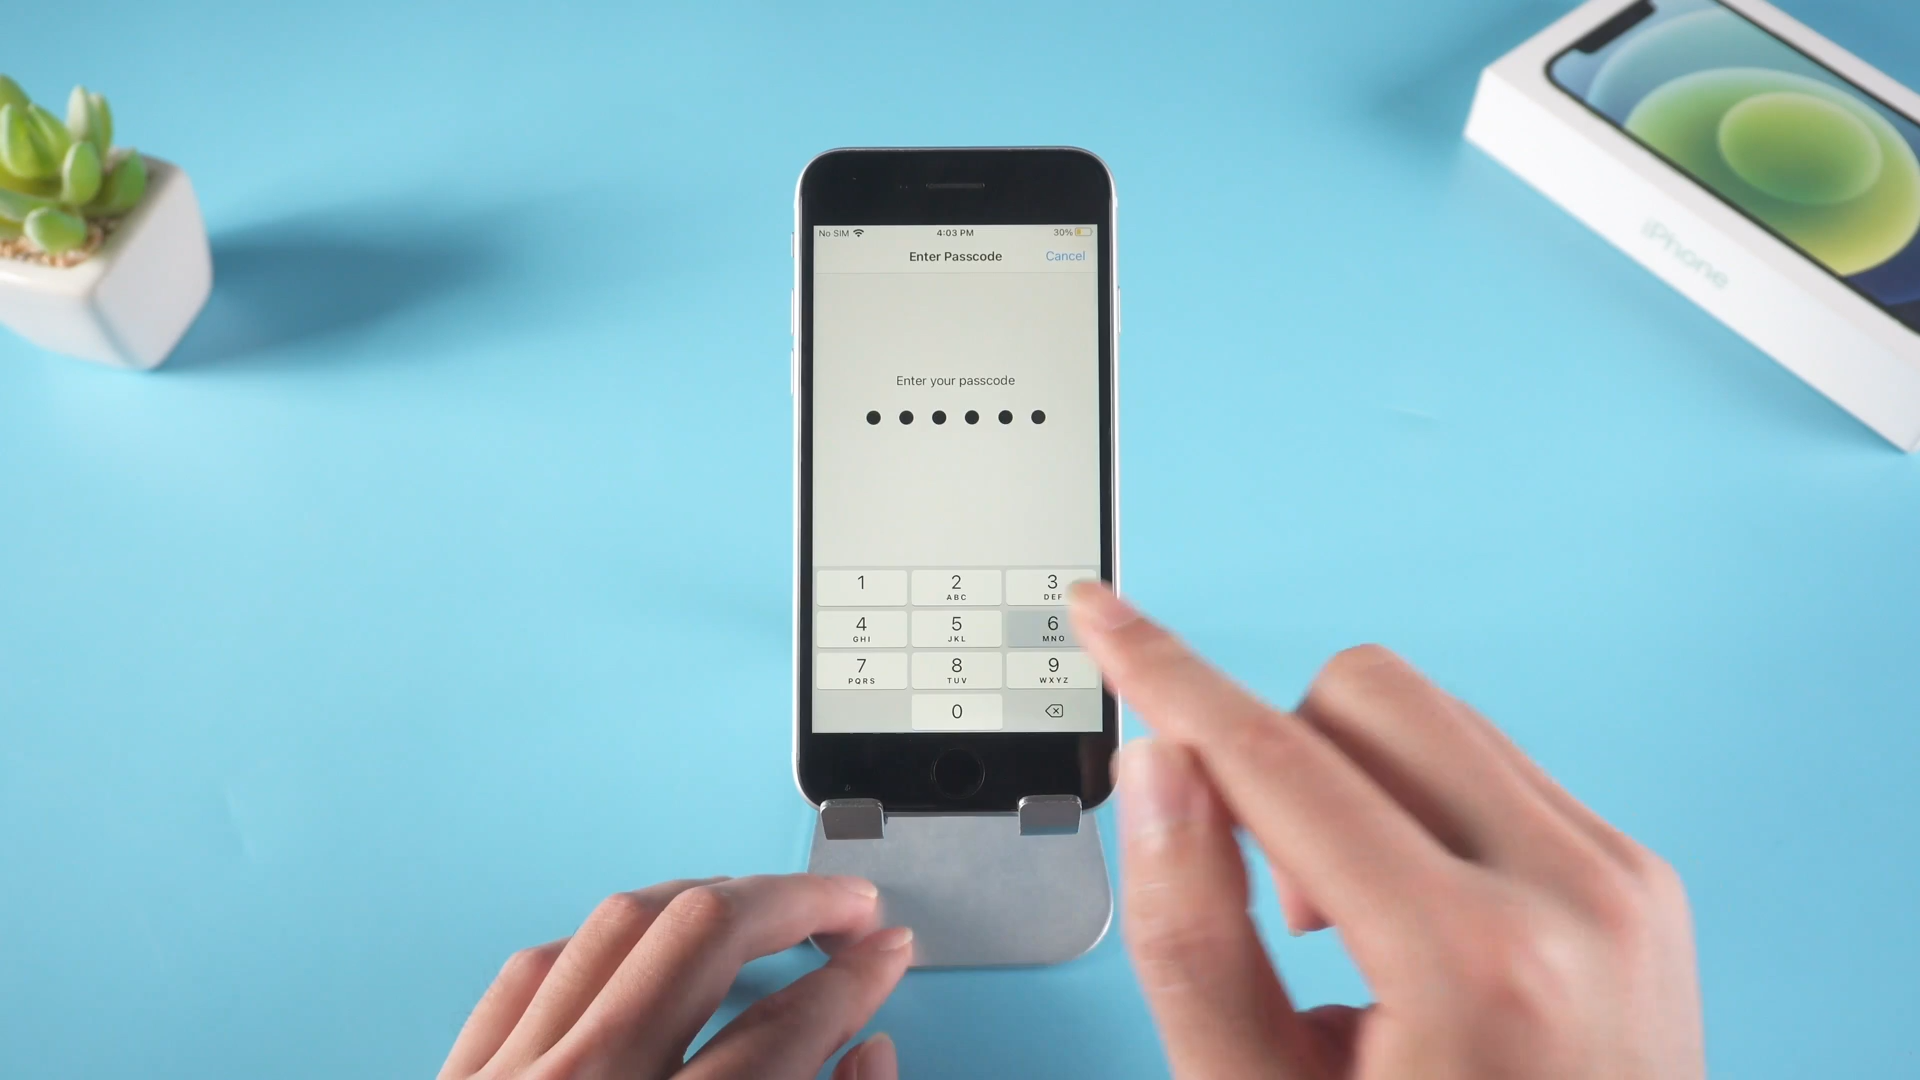 No SIM 4:03 PM 30%
Enter Passcode Cancel
Enter your passcode
1 2 3
ABC DEF
4 5 6
GHI JKL MNO
7 8 9
PQRS TUV WXYZ
0
iPhone